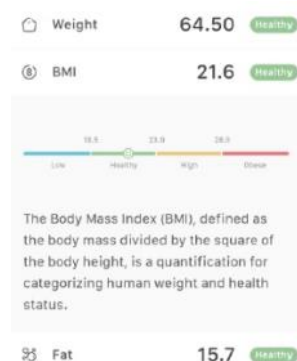 Weight 64.50 Healthy
BMI 21.6 Healthy
18.5 23.9 28.0
Low Healthy High Obese
The Body Mass Index (BMI), defined as
the body mass divided by the square of
the body height, is a quantification for
categorizing human weight and health
status.
Fat 15.7 Healthy